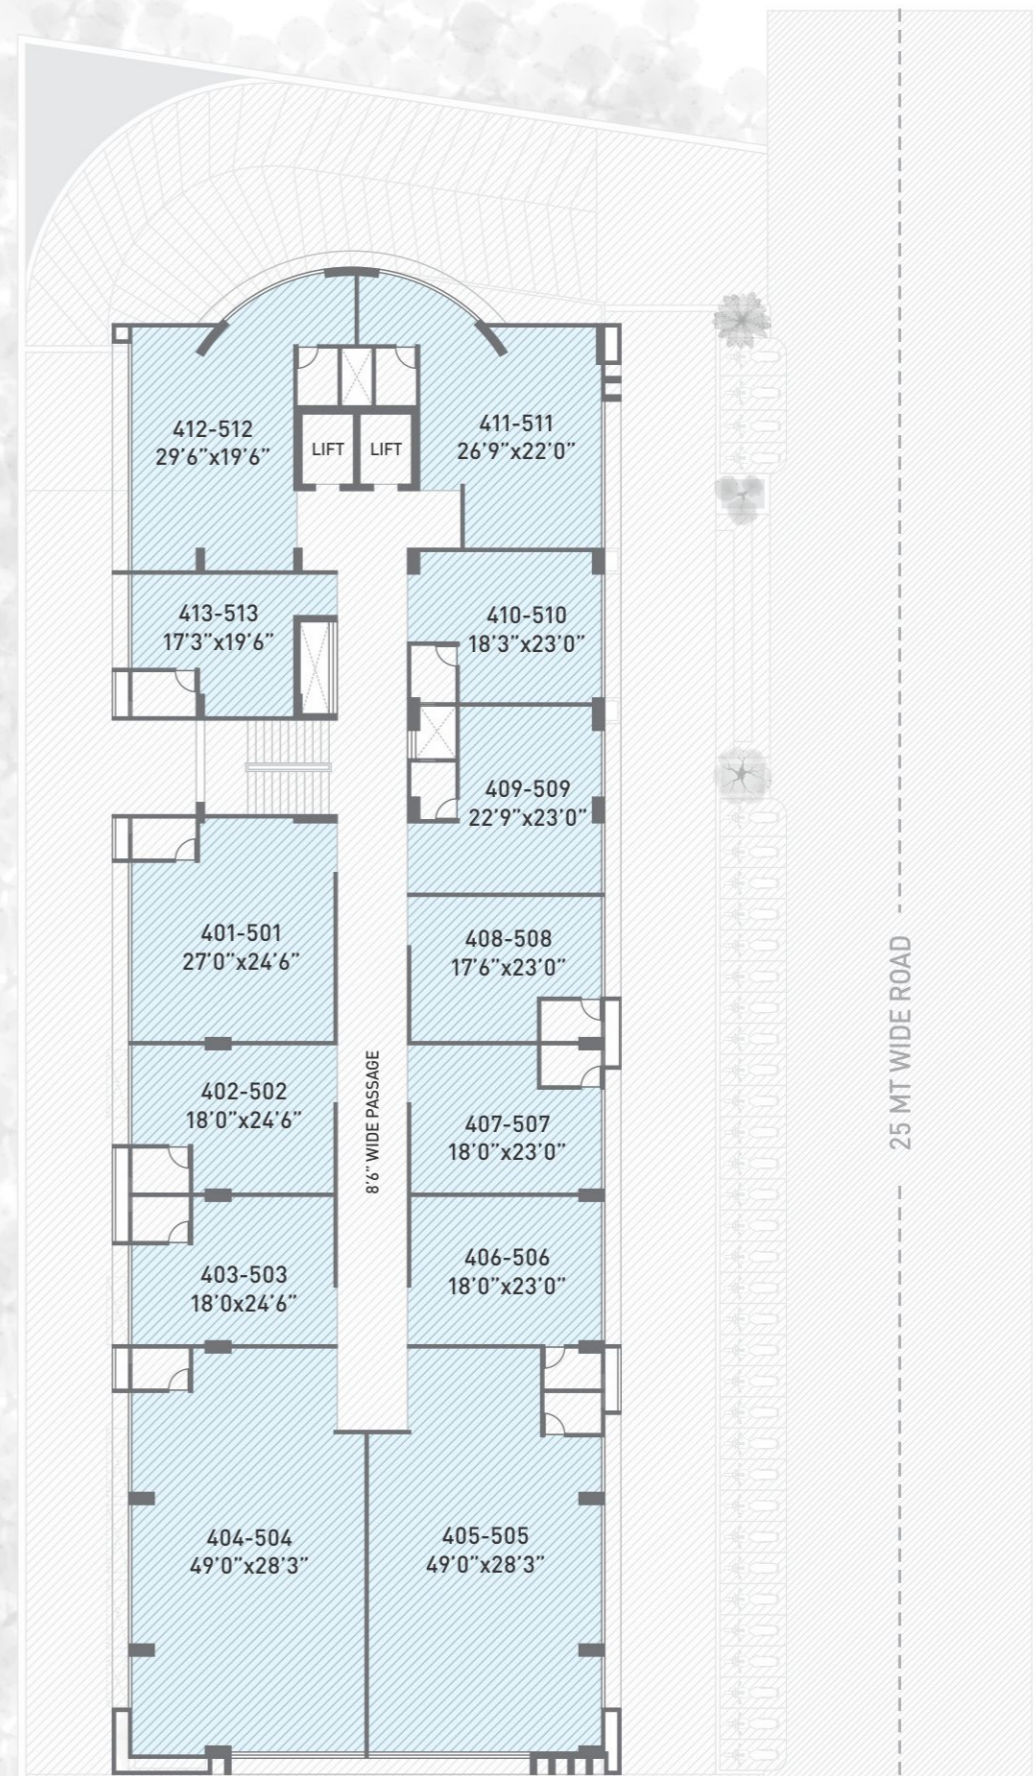 412-512
29'6"x19'6"
LIFT
LIFT
411-511
26'9"x22'0"
413-513
17'3"x19'6"
410-510
18'3"x23'0"
409-509
22'9"x23'0"
401-501
27'0"x24'6"
408-508
17'6"x23'0"
8'6" WIDE PASSAGE
25 MT WIDE ROAD
402-502
18'0"x24'6"
407-507
18'0"x23'0"
403-503
18'0x24'6"
406-506
18'0"x23'0"
404-504
49'0"x28'3"
405-505
49'0"x28'3"